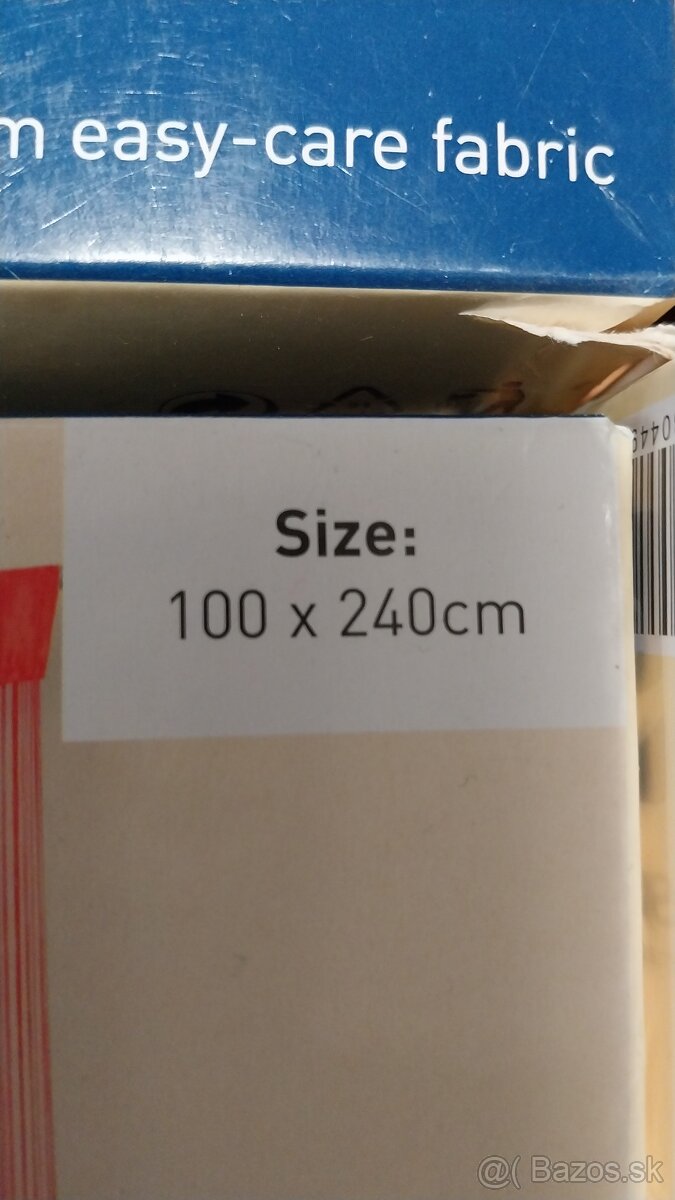 easy-care fabric
Size:
100 x 240cm
@( Bazos.sk